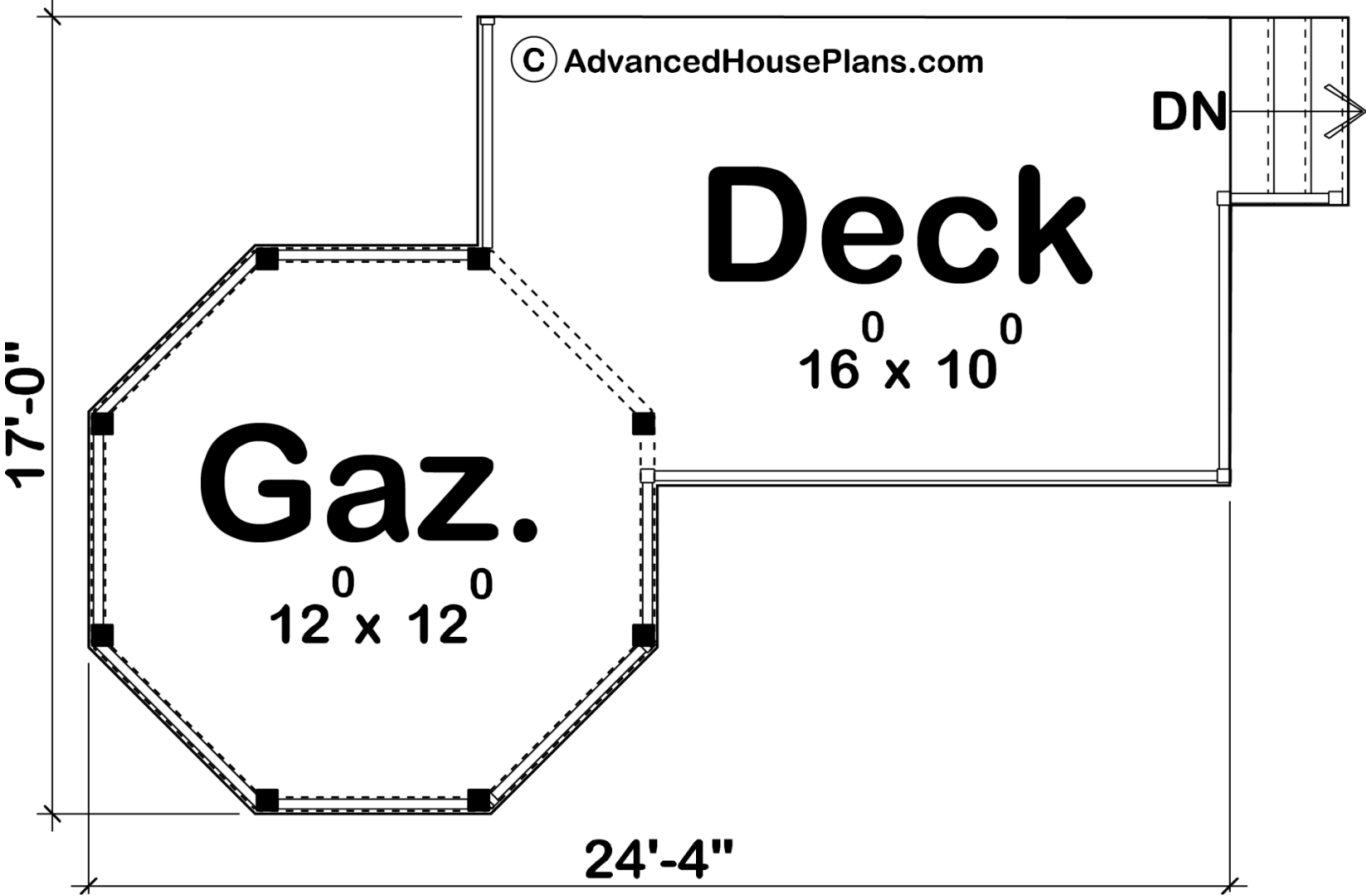 © AdvancedHousePlans.com
DN
Deck
16⁰ x 10⁰
17'-0"
Gaz.
12⁰ x 12⁰
24'-4"